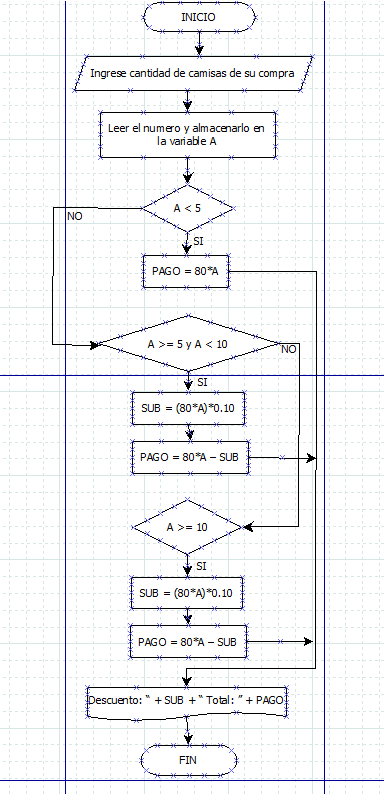 INICIO
Ingrese cantidad de camisas de su compra
Leer el numero y almacenarlo en
la variable A
A < 5
NO
SI
PAGO = 80*A
A >= 5 y A < 10
NO
SI
SUB = (80*A)*0.10
PAGO = 80*A – SUB
A >= 10
SI
SUB = (80*A)*0.10
PAGO = 80*A – SUB
Descuento: “ + SUB + “ Total: ” + PAGO
FIN